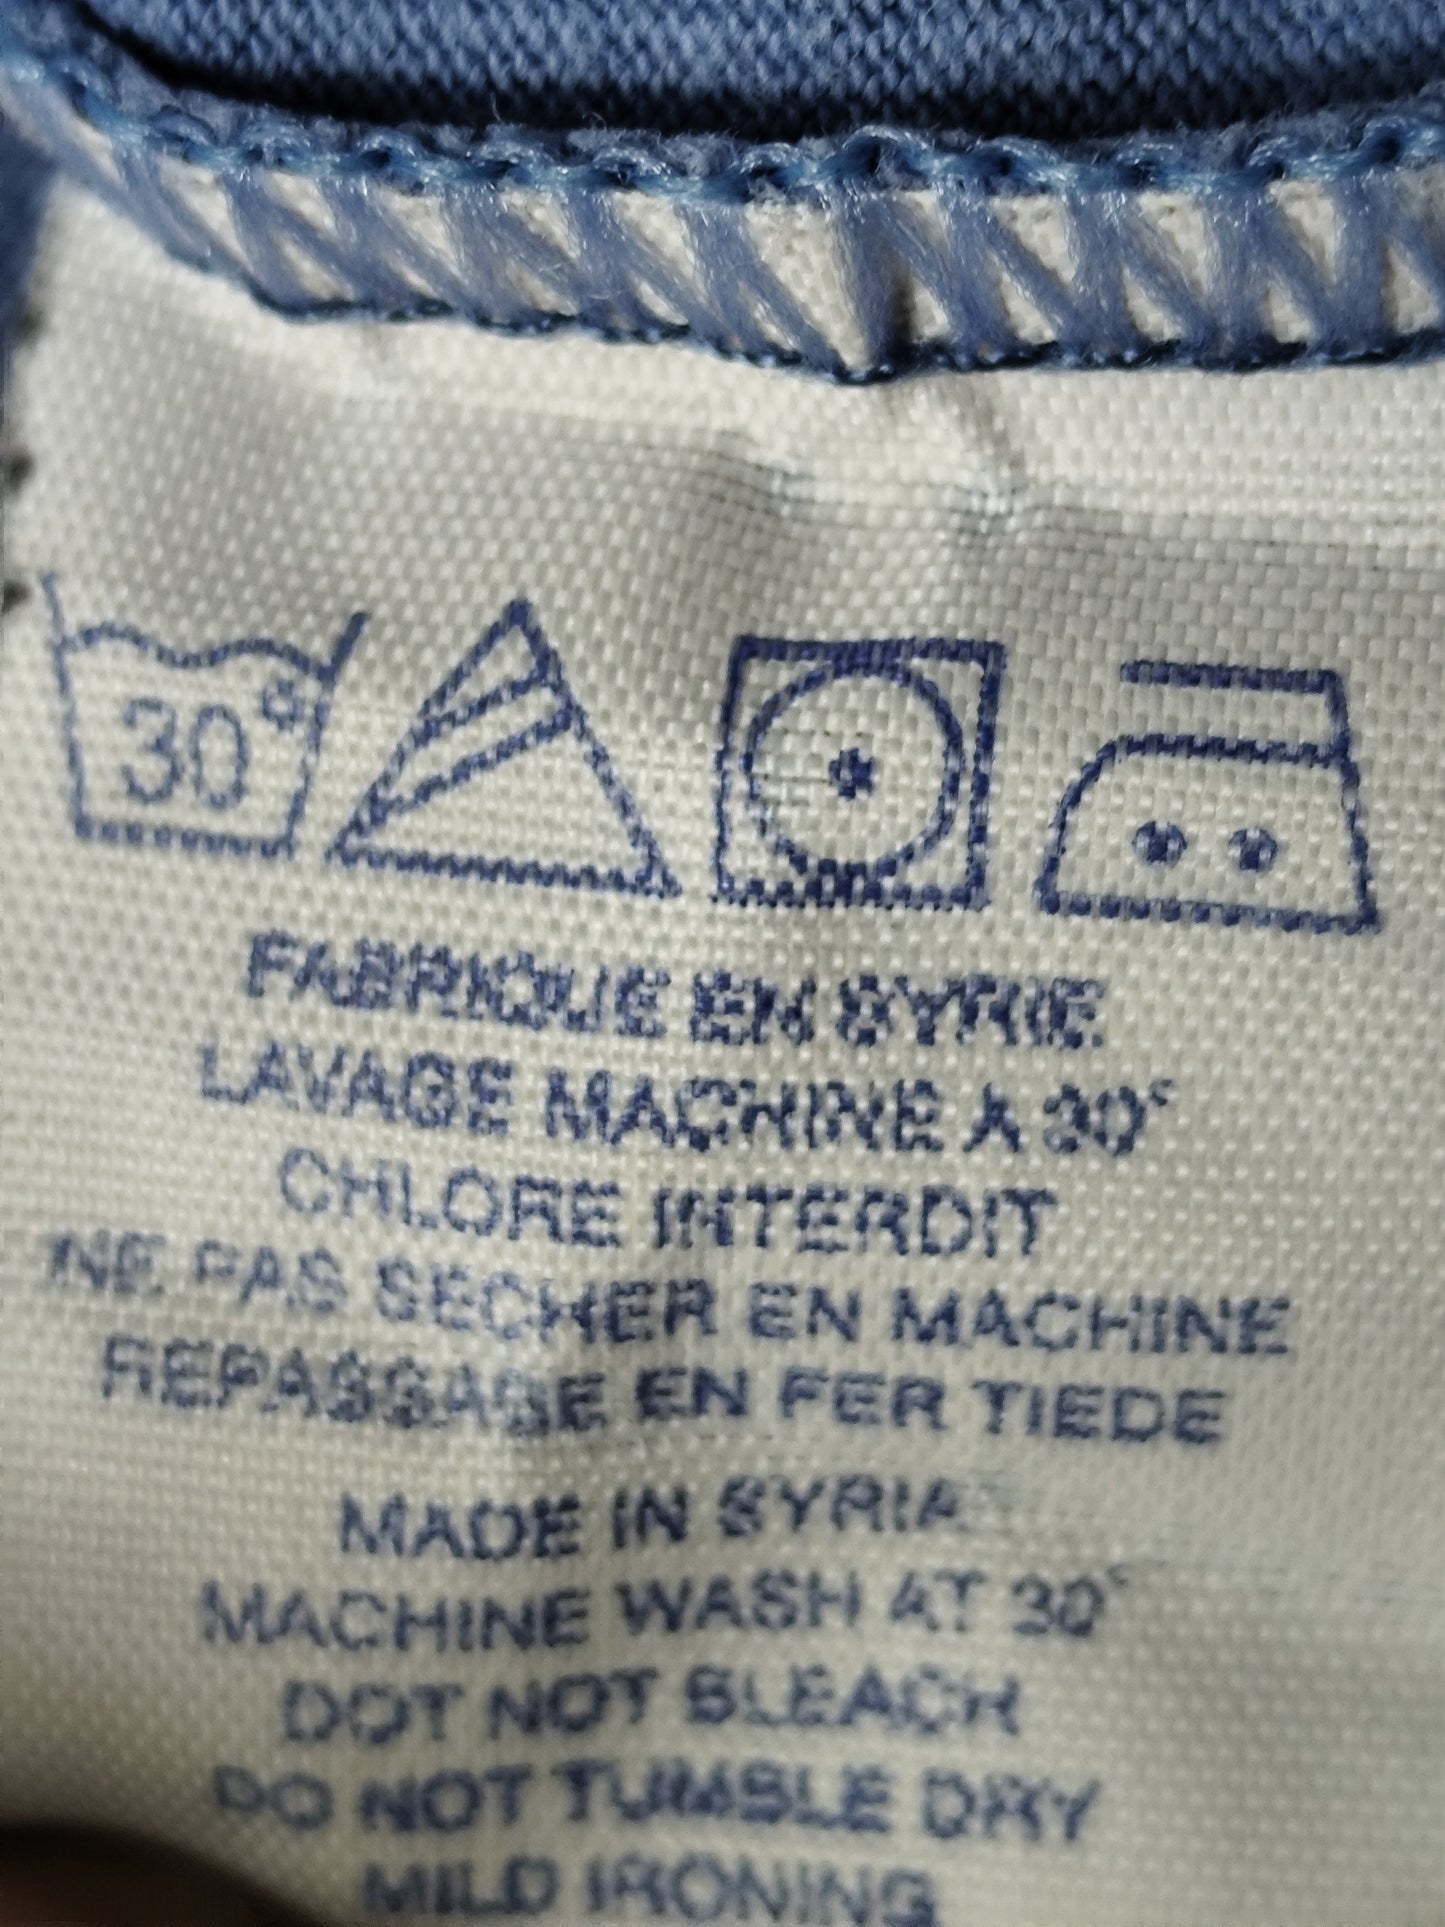 30°
FABRIQUE EN SYRIE
LAVAGE MACHINE A 30°
CHLORE INTERDIT
NE PAS SECHER EN MACHINE
REPASSAGE EN FER TIEDE
MADE IN SYRIA
MACHINE WASH AT 30°
DOT NOT BLEACH
DO NOT TUMBLE DRY
MILD IRONING